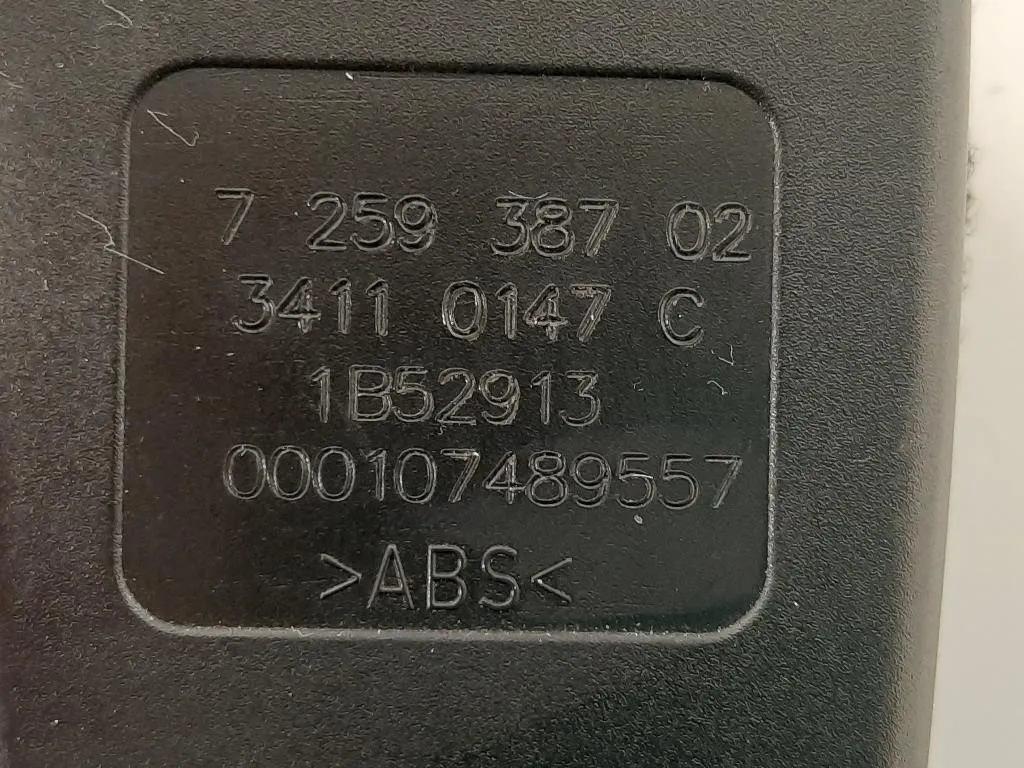 7 259 387 02
3411 0147 C
1B52913
000107489557
>ABS<